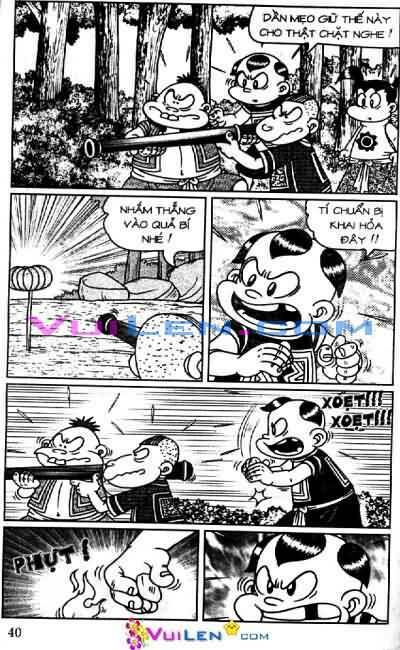 DẦN MẸO GIỮ THẾ NÀY
CHO THẬT CHẶT NGHE !
NHẮM THẲNG
VÀO QUẢ BÍ
NHÉ !
TÍ CHUẨN BỊ
KHAI HỎA
ĐÂY !!
VUILEN.COM
XOẸT!!!
XOẸT!!!
PHỤT!
40
VUILEN.COM